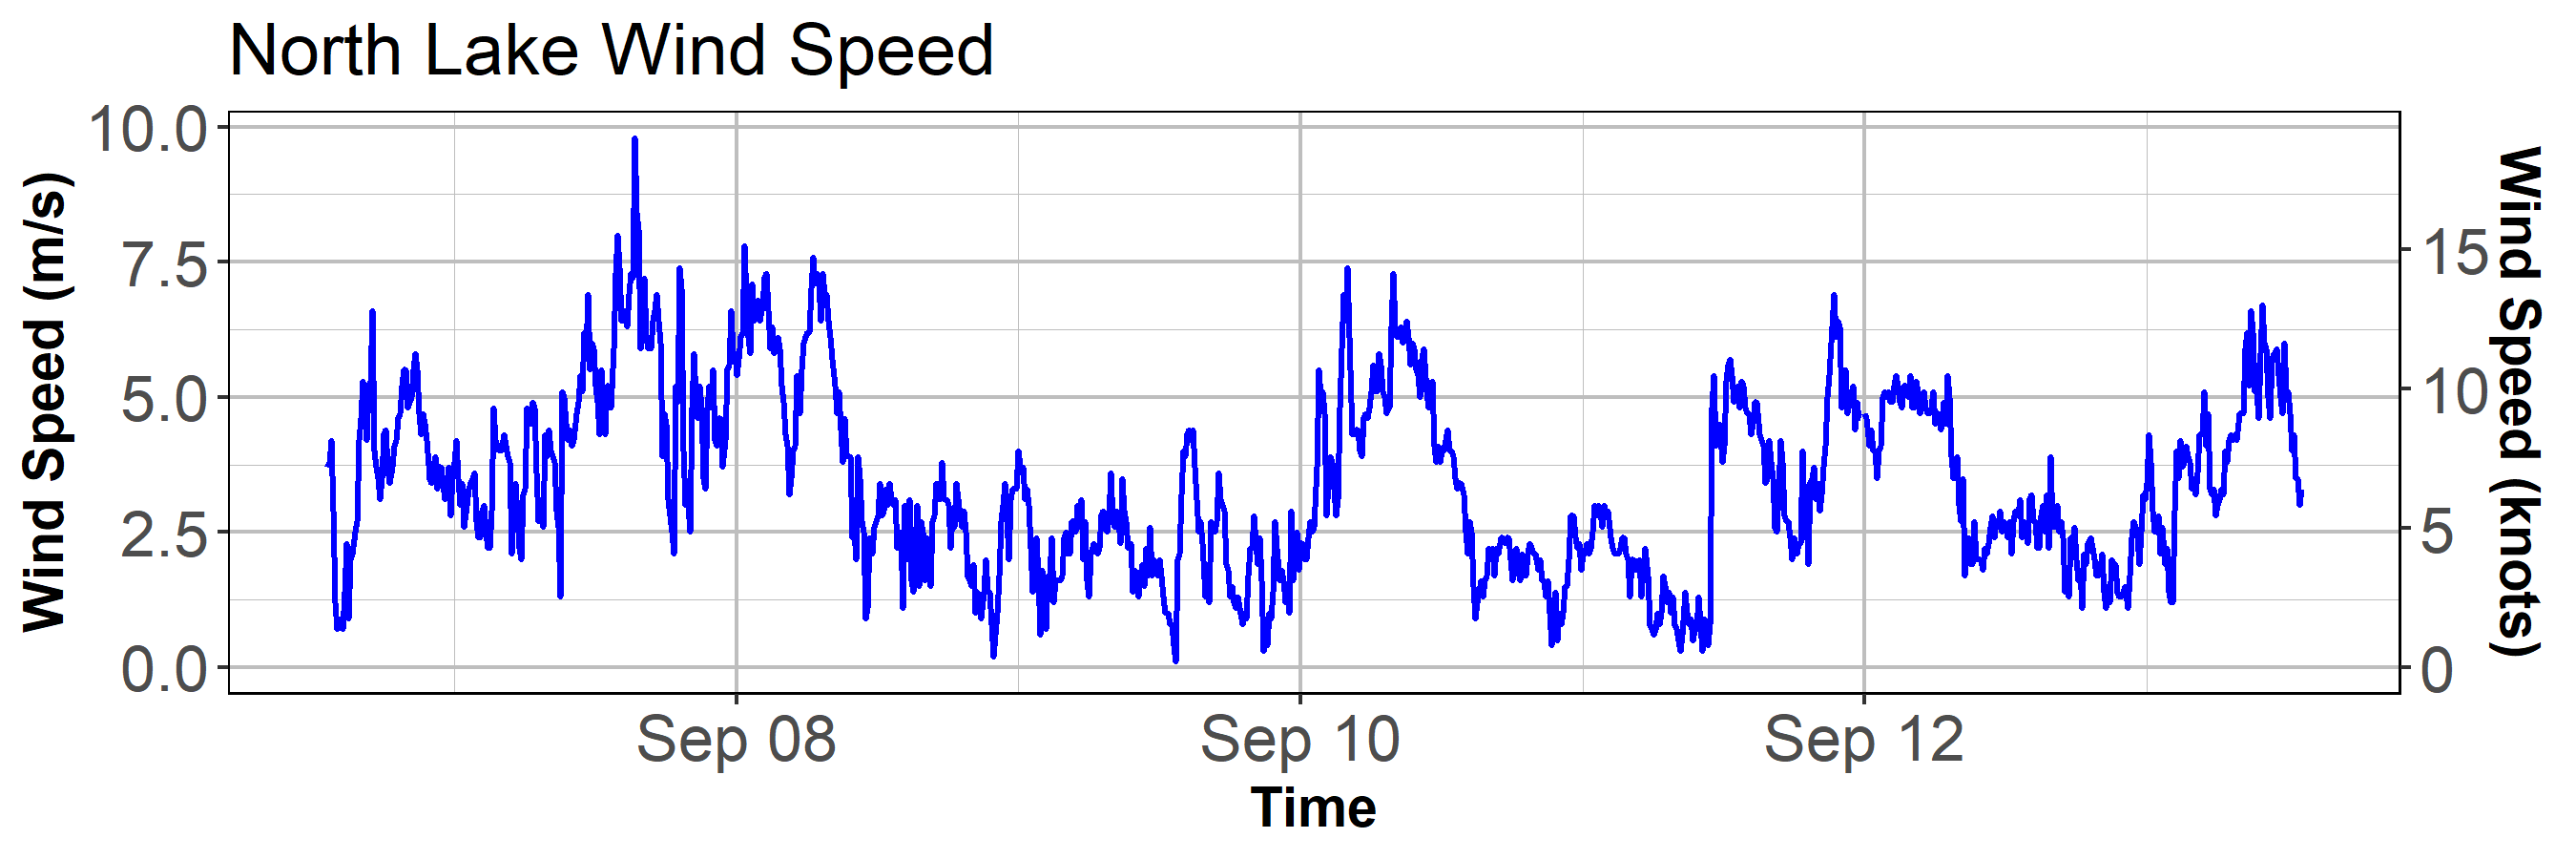 North Lake Wind Speed
Wind Speed (m/s)
10.0
7.5
5.0
2.5
0.0
Wind Speed (knots)
15
10
5
0
Sep 08
Sep 10
Sep 12
Time